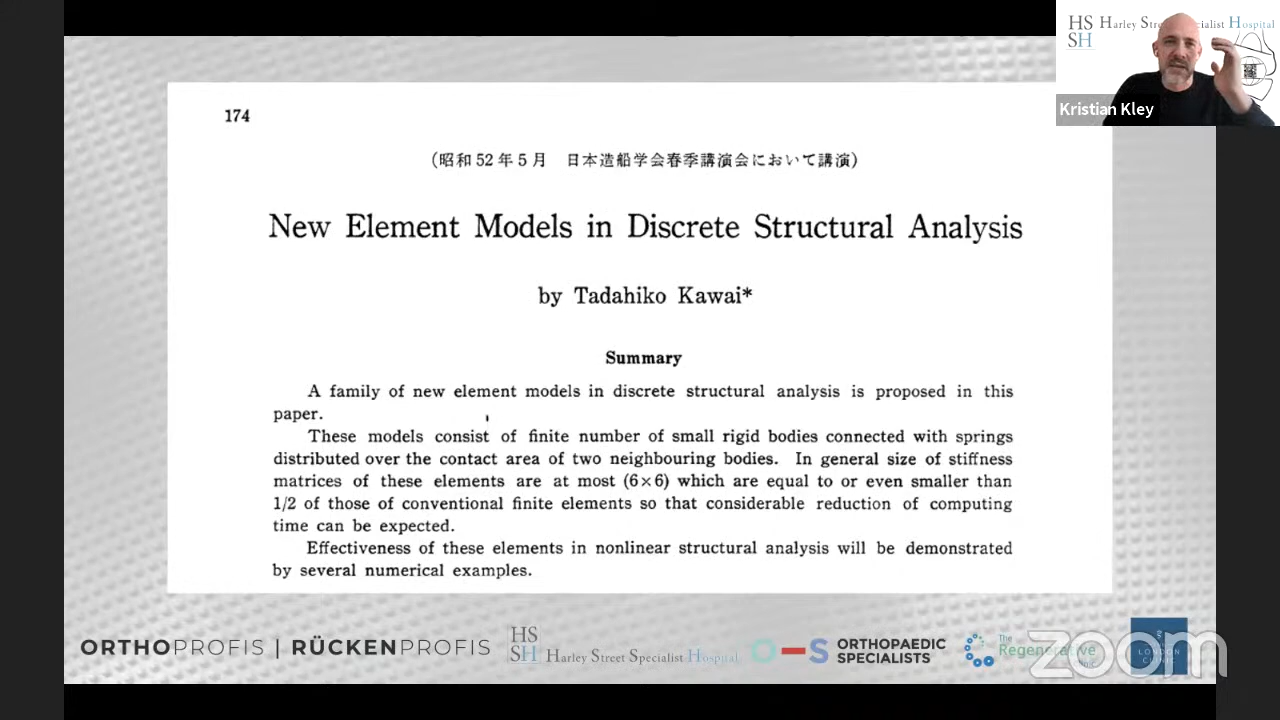 HS Harley Street Specialist Hospital
SH
Kristian Kley
174
(昭和52年5月 日本造船学会春季講演会において講演)
New Element Models in Discrete Structural Analysis
by Tadahiko Kawai*
Summary
A family of new element models in discrete structural analysis is proposed in this
paper.
These models consist of finite number of small rigid bodies connected with springs
distributed over the contact area of two neighbouring bodies. In general size of stiffness
matrices of these elements are at most (6×6) which are equal to or even smaller than
1/2 of those of conventional finite elements so that considerable reduction of computing
time can be expected.
Effectiveness of these elements in nonlinear structural analysis will be demonstrated
by several numerical examples.
ORTHOPROFIS | RÜCKENPROFIS
HS
SH Harley Street Specialist Hospital
O-S ORTHOPAEDIC
SPECIALISTS
The
Regenerative
Clinic
LONDON
CLINIC
zoom